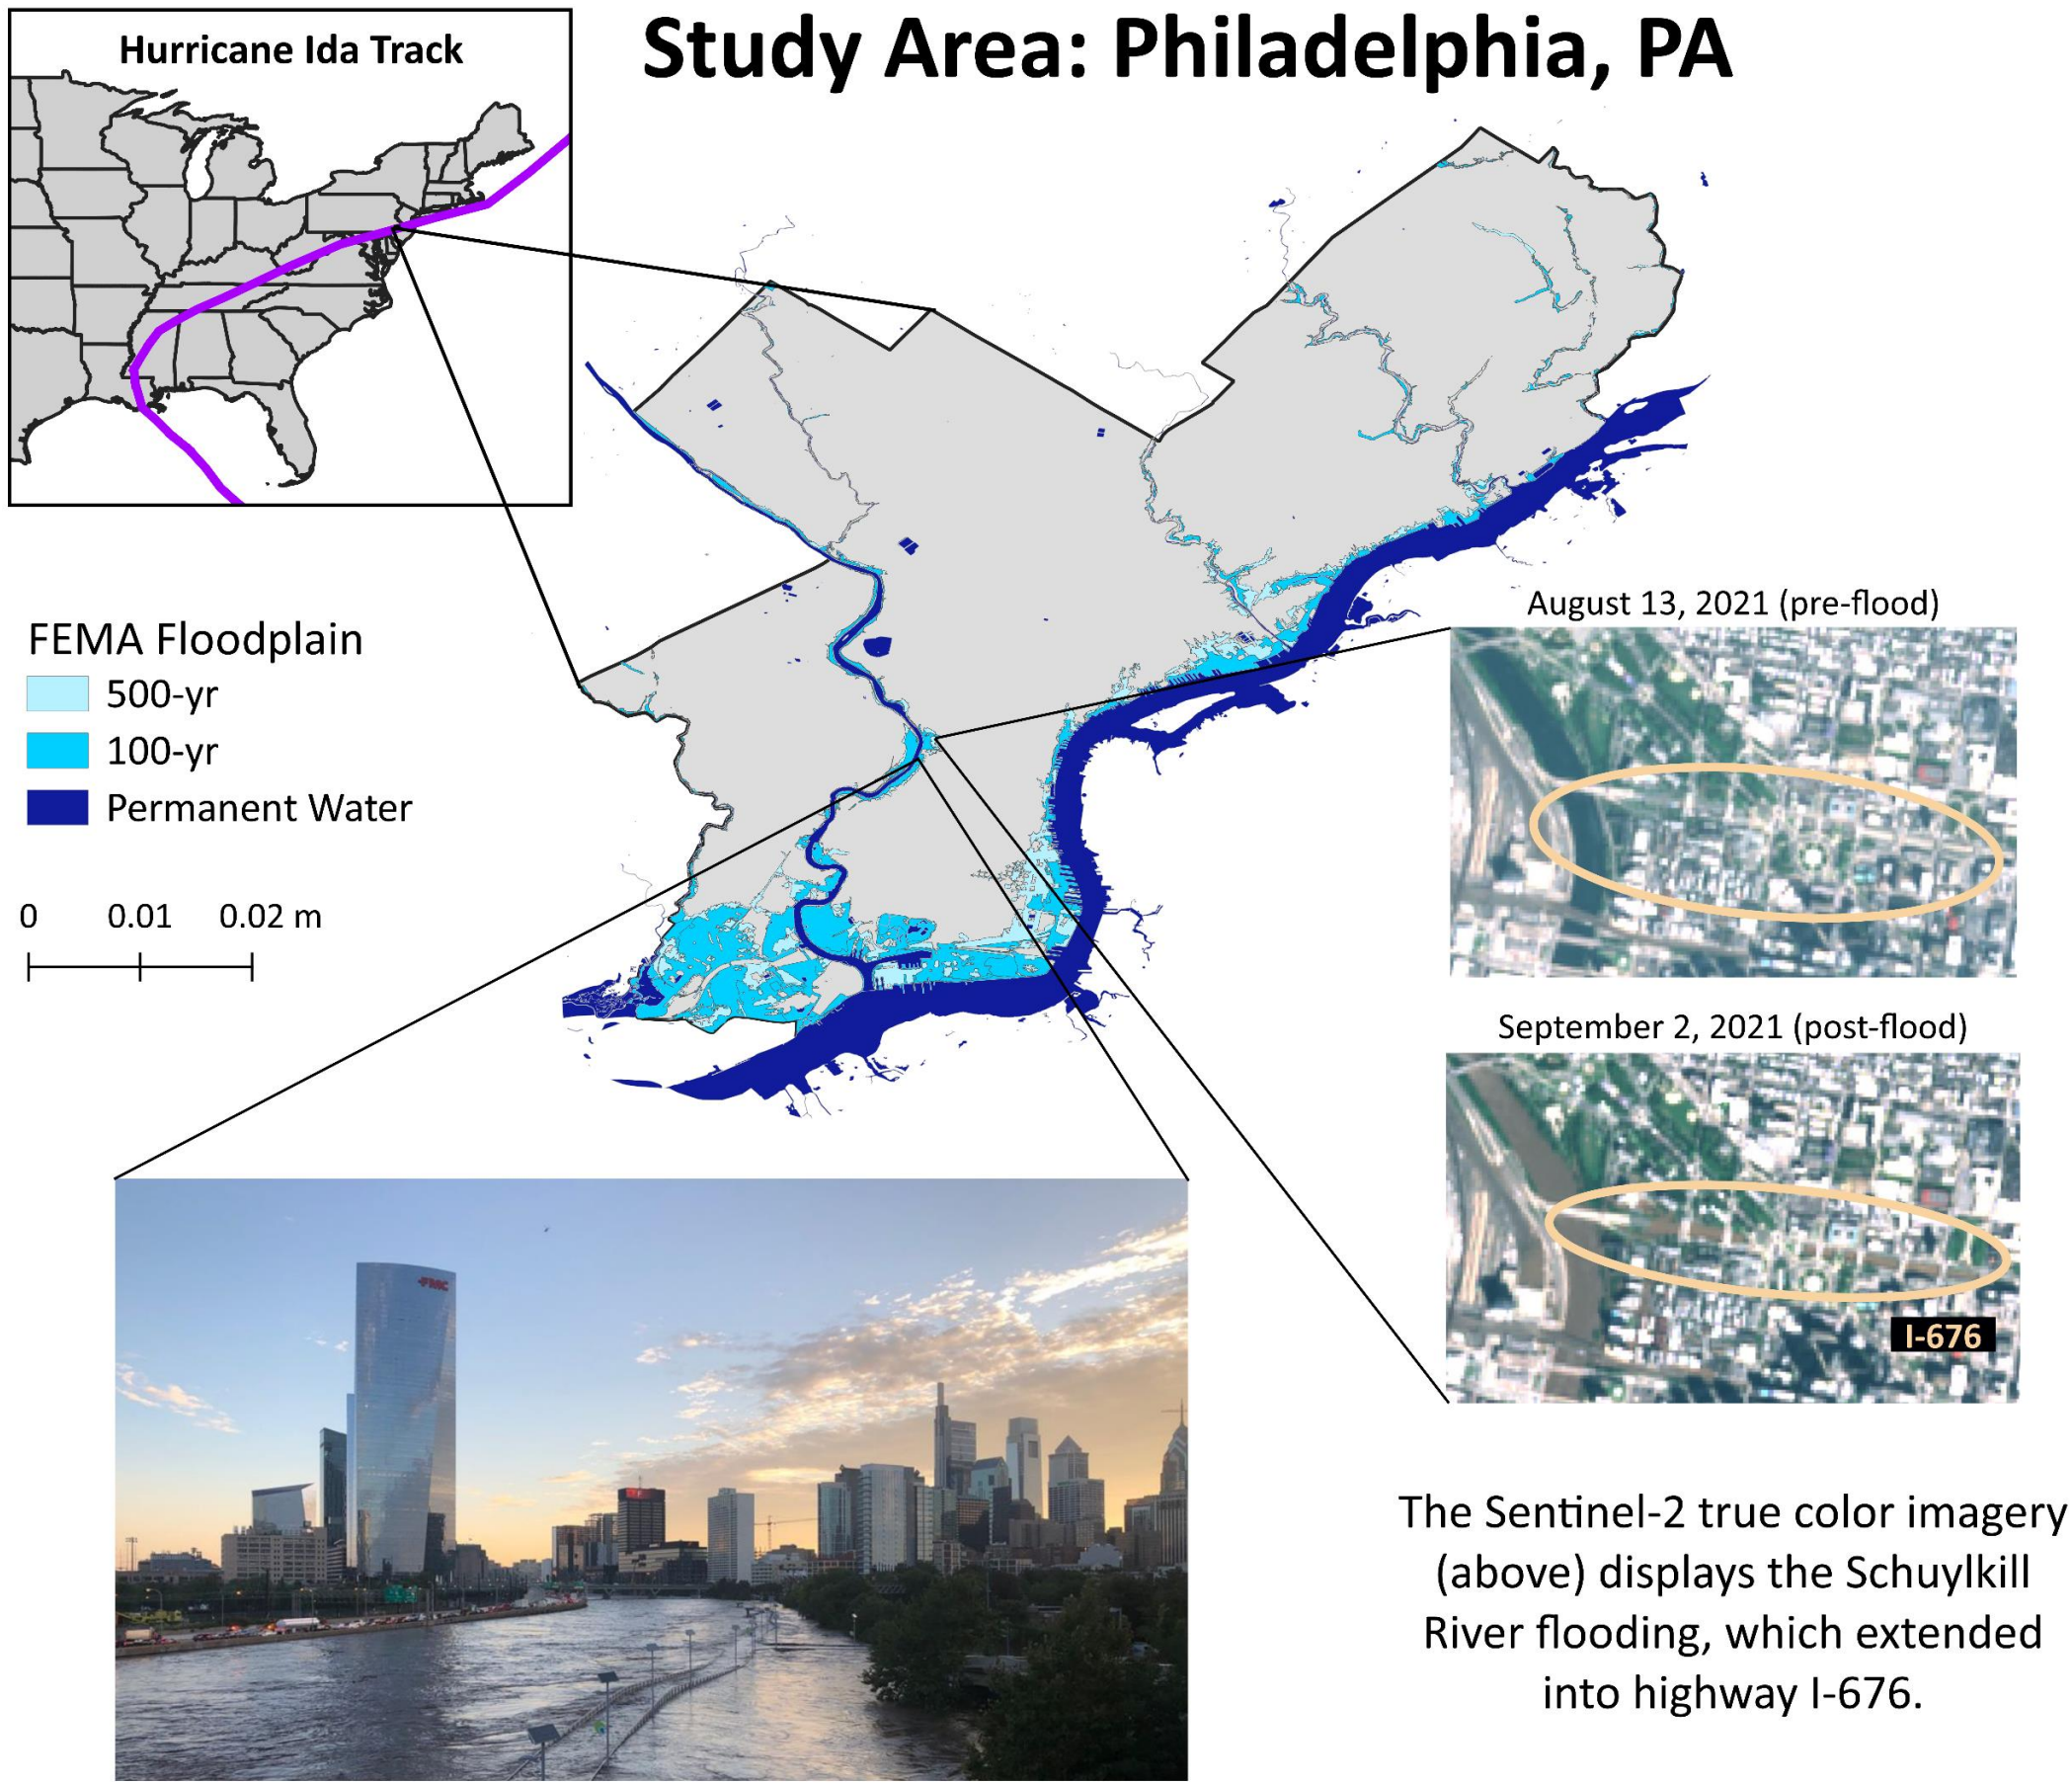 Hurricane Ida Track
Study Area: Philadelphia, PA
FEMA Floodplain
500-yr
100-yr
Permanent Water
0 0.01 0.02 m
August 13, 2021 (pre-flood)
September 2, 2021 (post-flood)
I-676
FMC
The Sentinel-2 true color imagery
(above) displays the Schuylkill
River flooding, which extended
into highway I-676.